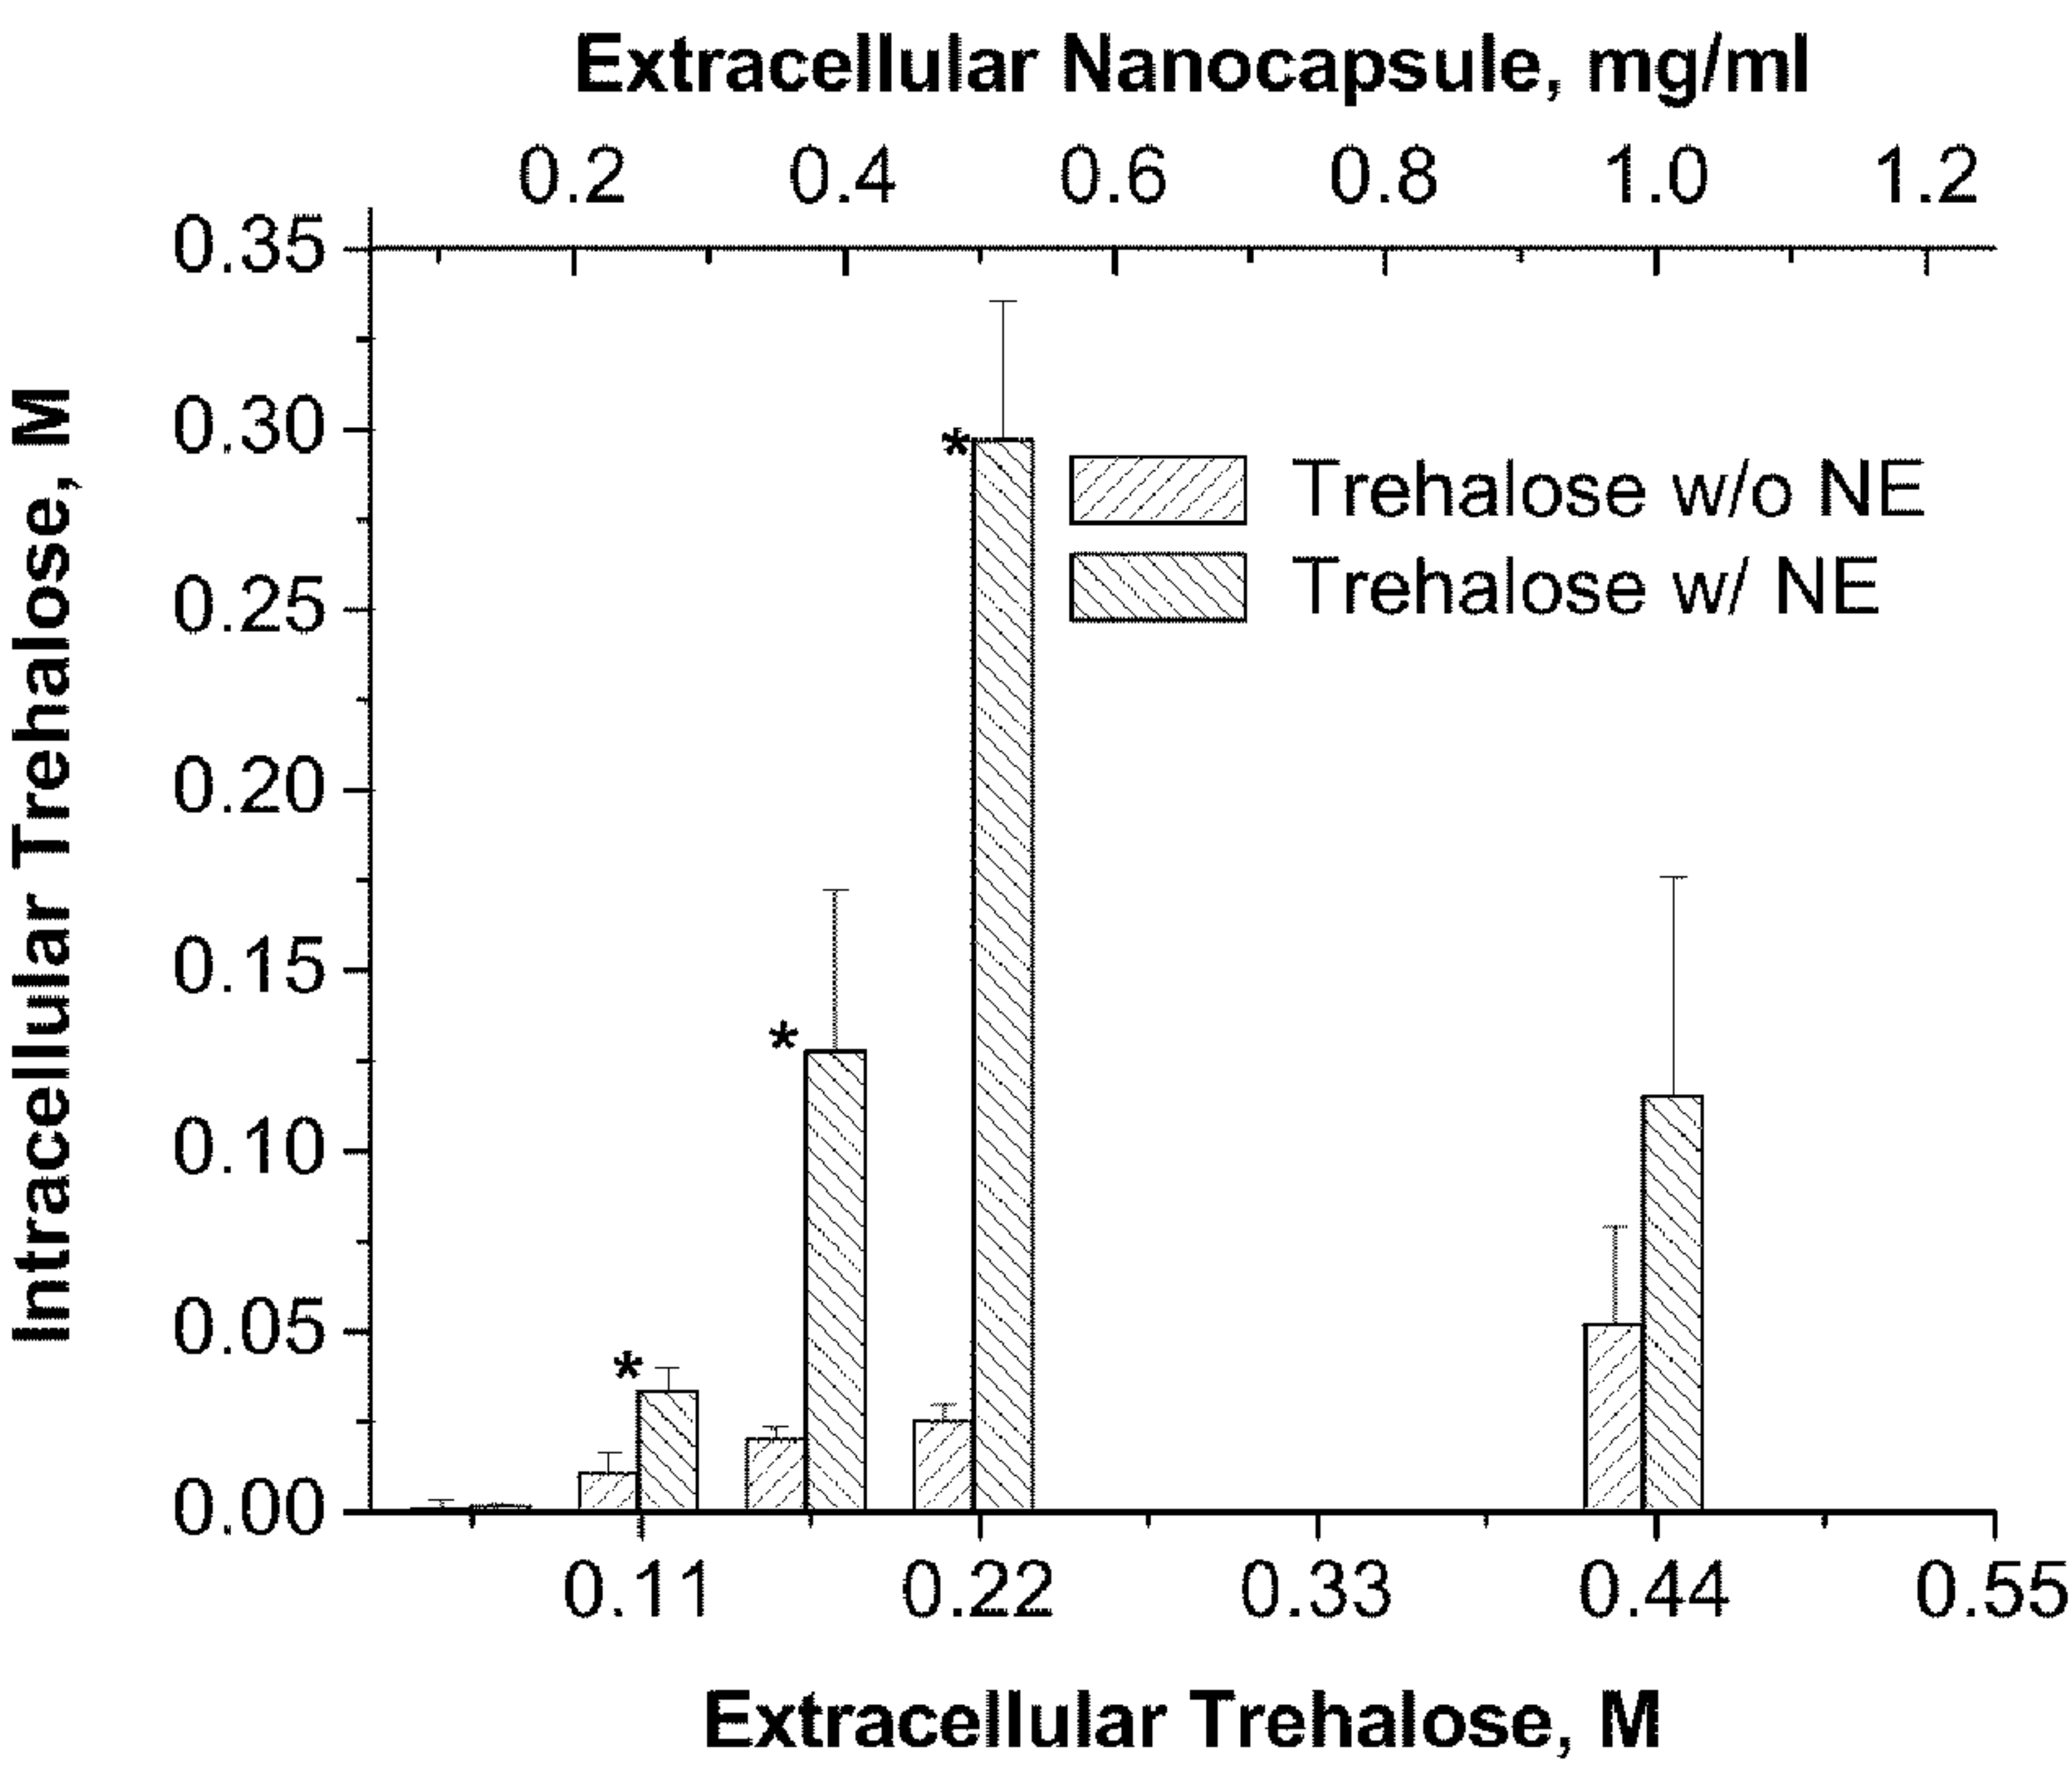 Extracellular Nanocapsule, mg/ml
0.2 0.4 0.6 0.8 1.0 1.2
0.35
0.30
0.25
0.20
0.15
0.10
0.05
0.00
Intracellular Trehalose, M
*
*
*
Trehalose w/o NE
Trehalose w/ NE
0.11 0.22 0.33 0.44 0.55
Extracellular Trehalose, M